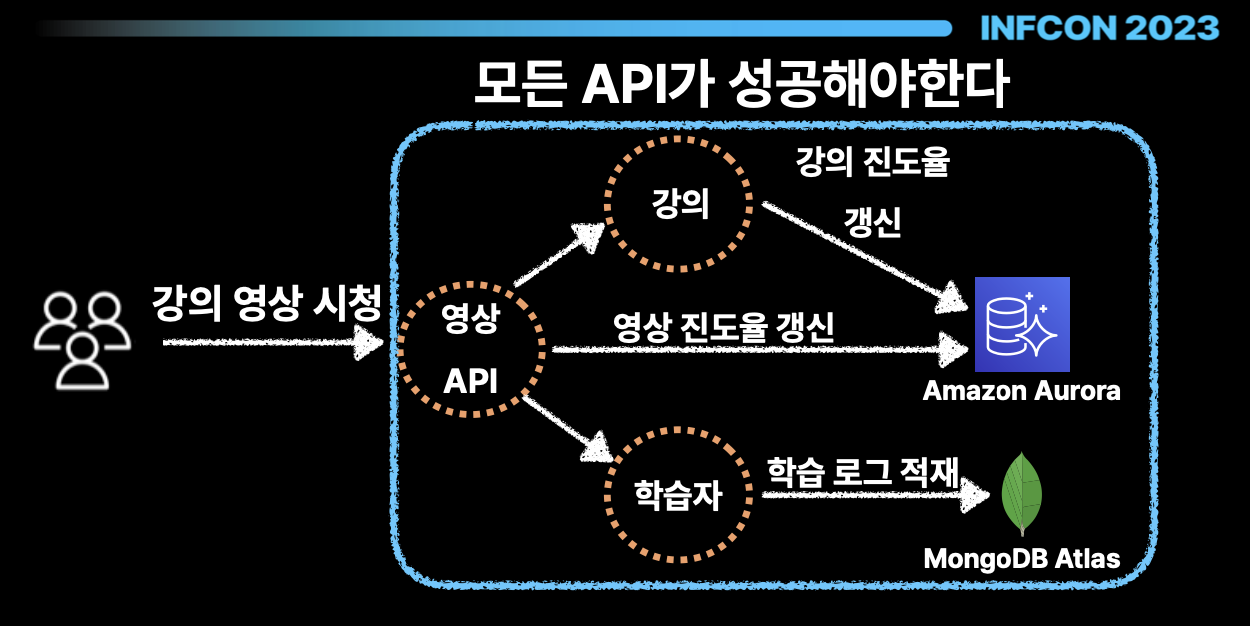 INFCON 2023
모든 API가 성공해야한다
강의 진도율
갱신
강의
강의 영상 시청
영상
API
영상 진도율 갱신
Amazon Aurora
학습자
학습 로그 적재
MongoDB Atlas